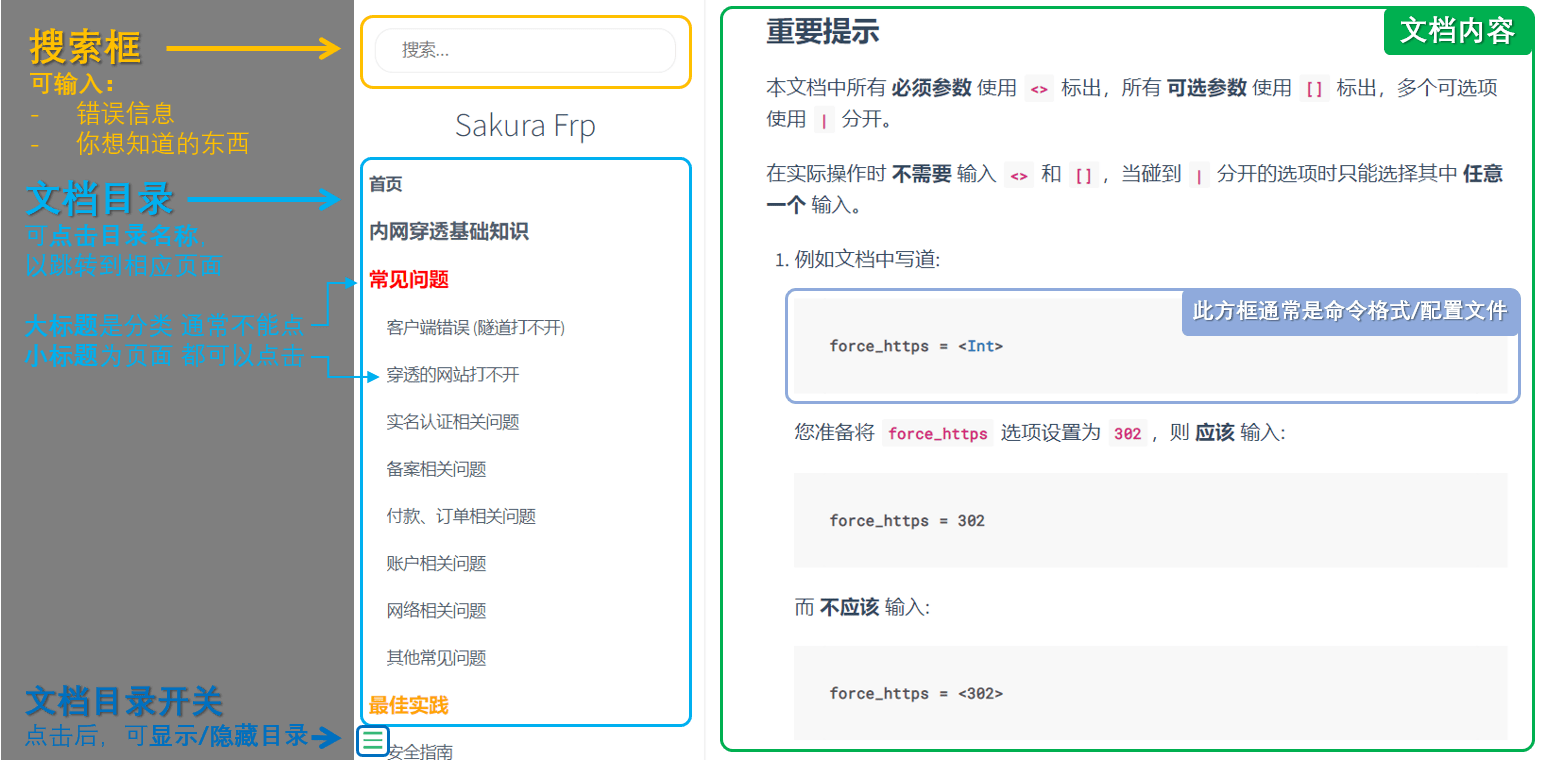 搜索框
可输入：
- 错误信息
- 你想知道的东西
文档目录
可点击目录名称，
以跳转到相应页面
大标题是分类 通常不能点
小标题为页面 都可以点击
文档目录开关
点击后，可显示/隐藏目录
搜索...
Sakura Frp
首页
内网穿透基础知识
常见问题
客户端错误 (隧道打不开)
穿透的网站打不开
实名认证相关问题
备案相关问题
付款、订单相关问题
账户相关问题
网络相关问题
其他常见问题
最佳实践
安全指南
文档内容
重要提示
本文档中所有 必须参数 使用 <> 标出，所有 可选参数 使用 [] 标出，多个可选项
使用 | 分开。
在实际操作时 不需要 输入 <> 和 []，当碰到 | 分开的选项时只能选择其中 任意
一个 输入。
1. 例如文档中写道:
此方框通常是命令格式/配置文件
force_https = <Int>
您准备将 force_https 选项设置为 302，则 应该 输入:
force_https = 302
而 不应该 输入:
force_https = <302>